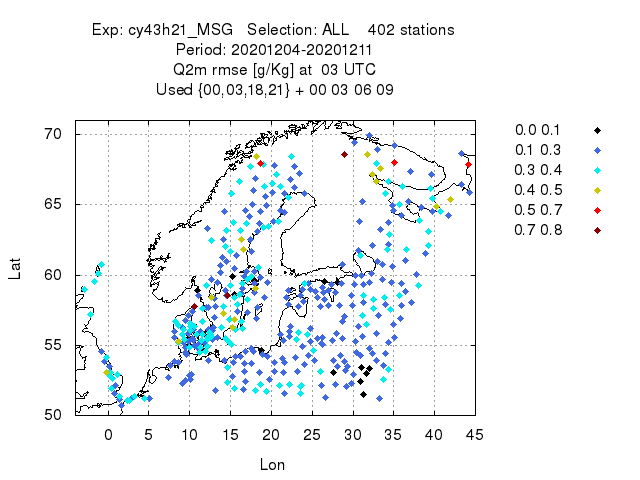 Exp: cy43h21_MSG   Selection: ALL    402 stations
Period: 20201204-20201211
Q2m rmse [g/Kg] at  03 UTC
Used {00,03,18,21} + 00 03 06 09
70
65
60
55
50
Lat
0 5 10 15 20 25 30 35 40 45
Lon
0.0 0.1
0.1 0.3
0.3 0.4
0.4 0.5
0.5 0.7
0.7 0.8